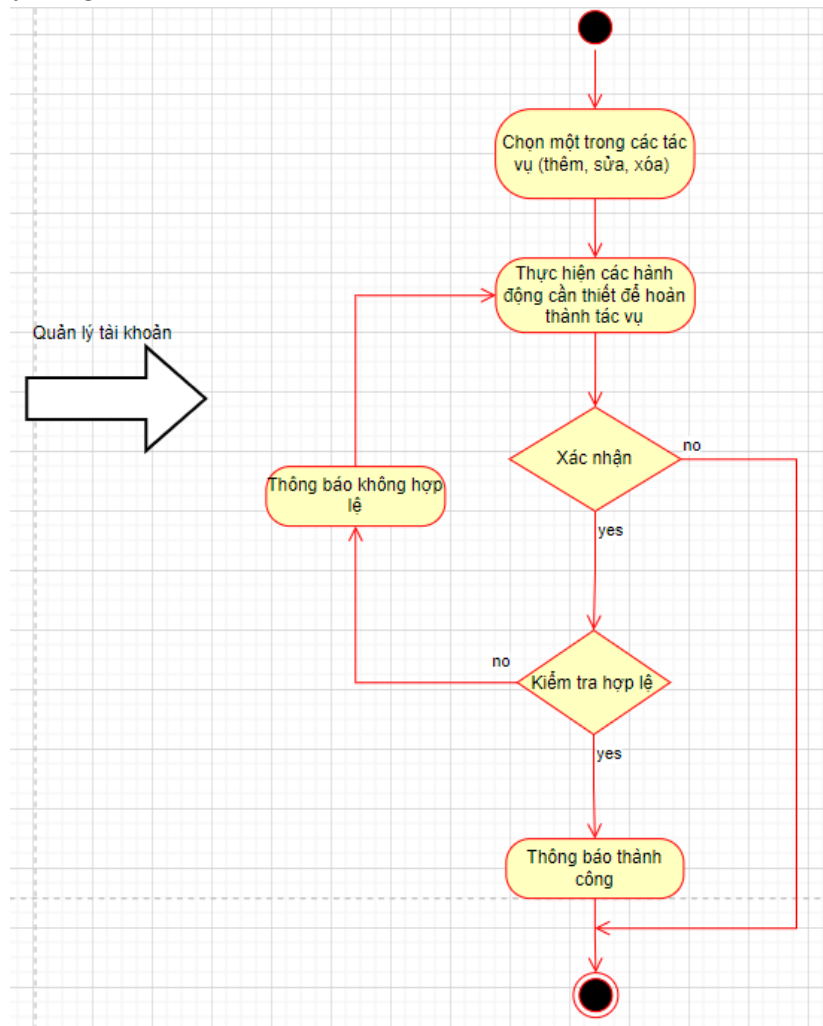 Chọn một trong các tác
vụ (thêm, sửa, xóa)
Thực hiện các hành
động cần thiết để hoàn
thành tác vụ
Quản lý tài khoản
Xác nhận
no
Thông báo không hợp
lệ
yes
no
Kiểm tra hợp lệ
yes
Thông báo thành
công